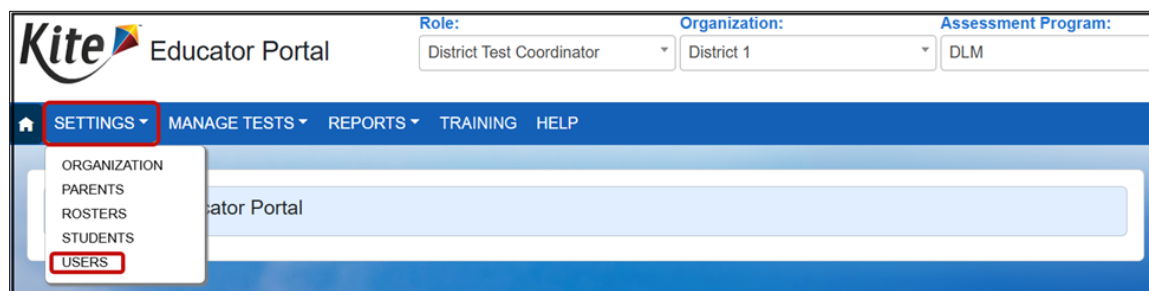 Role: Organization: Assessment Program:
Kite Educator Portal District Test Coordinator District 1 DLM
SETTINGS MANAGE TESTS REPORTS TRAINING HELP
ORGANIZATION
PARENTS
ROSTERS cator Portal
STUDENTS
USERS